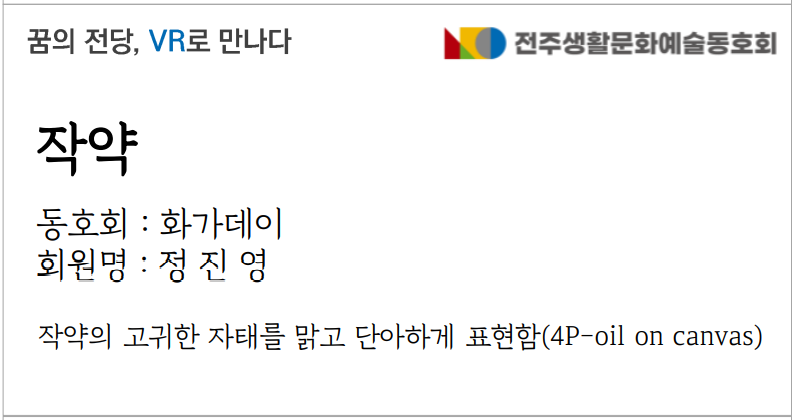 꿈의 전당, VR로 만나다
전주생활문화예술동호회
작약
동호회 : 화가데이
회원명 : 정 진 영
작약의 고귀한 자태를 맑고 단아하게 표현함(4P-oil on canvas)